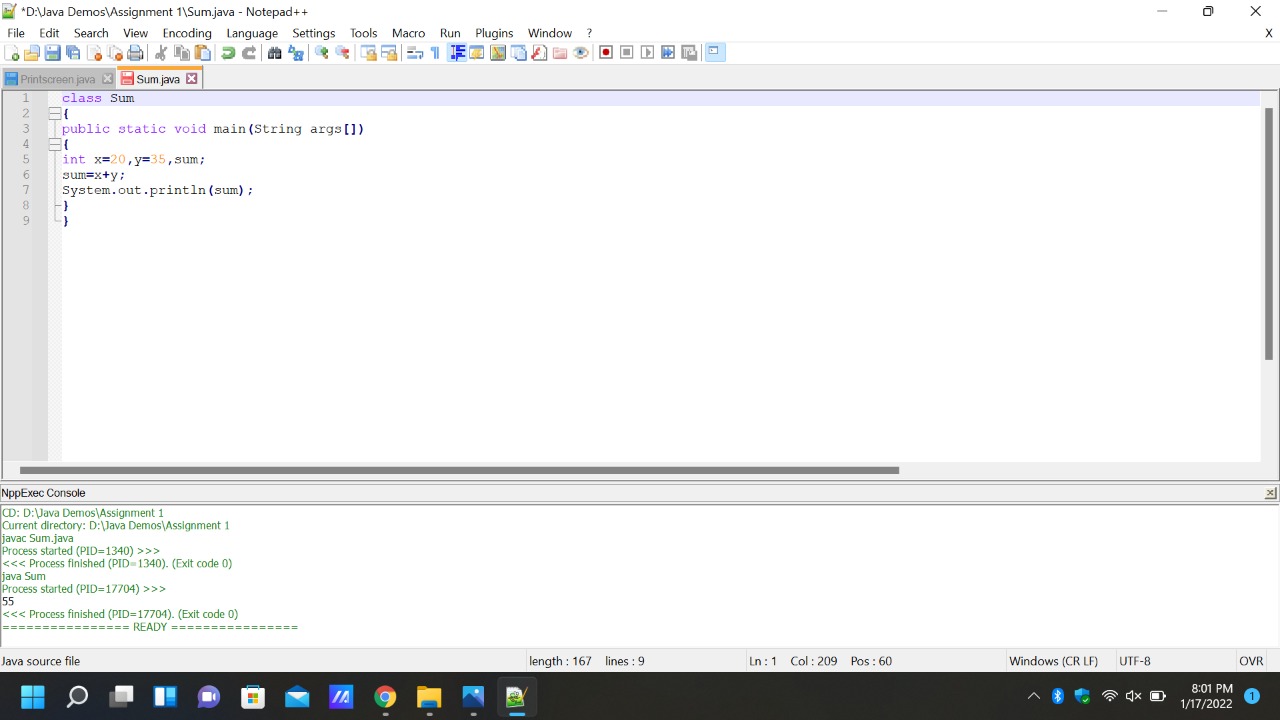 *D:\Java Demos\Assignment 1\Sum.java - Notepad++
File Edit Search View Encoding Language Settings Tools Macro Run Plugins Window ? X
Printscreen.java Sum.java
1 class Sum
2 {
3 public static void main(String args[])
4 {
5 int x=20,y=35,sum;
6 sum=x+y;
7 System.out.println(sum);
8 }
9 }
NppExec Console
CD: D:\Java Demos\Assignment 1
Current directory: D:\Java Demos\Assignment 1
javac Sum.java
Process started (PID=1340) >>>
<<< Process finished (PID=1340). (Exit code 0)
java Sum
Process started (PID=17704) >>>
55
<<< Process finished (PID=17704). (Exit code 0)
================ READY ================
Java source file length : 167 lines : 9 Ln : 1 Col : 209 Pos : 60 Windows (CR LF) UTF-8 OVR
8:01 PM
1/17/2022 1